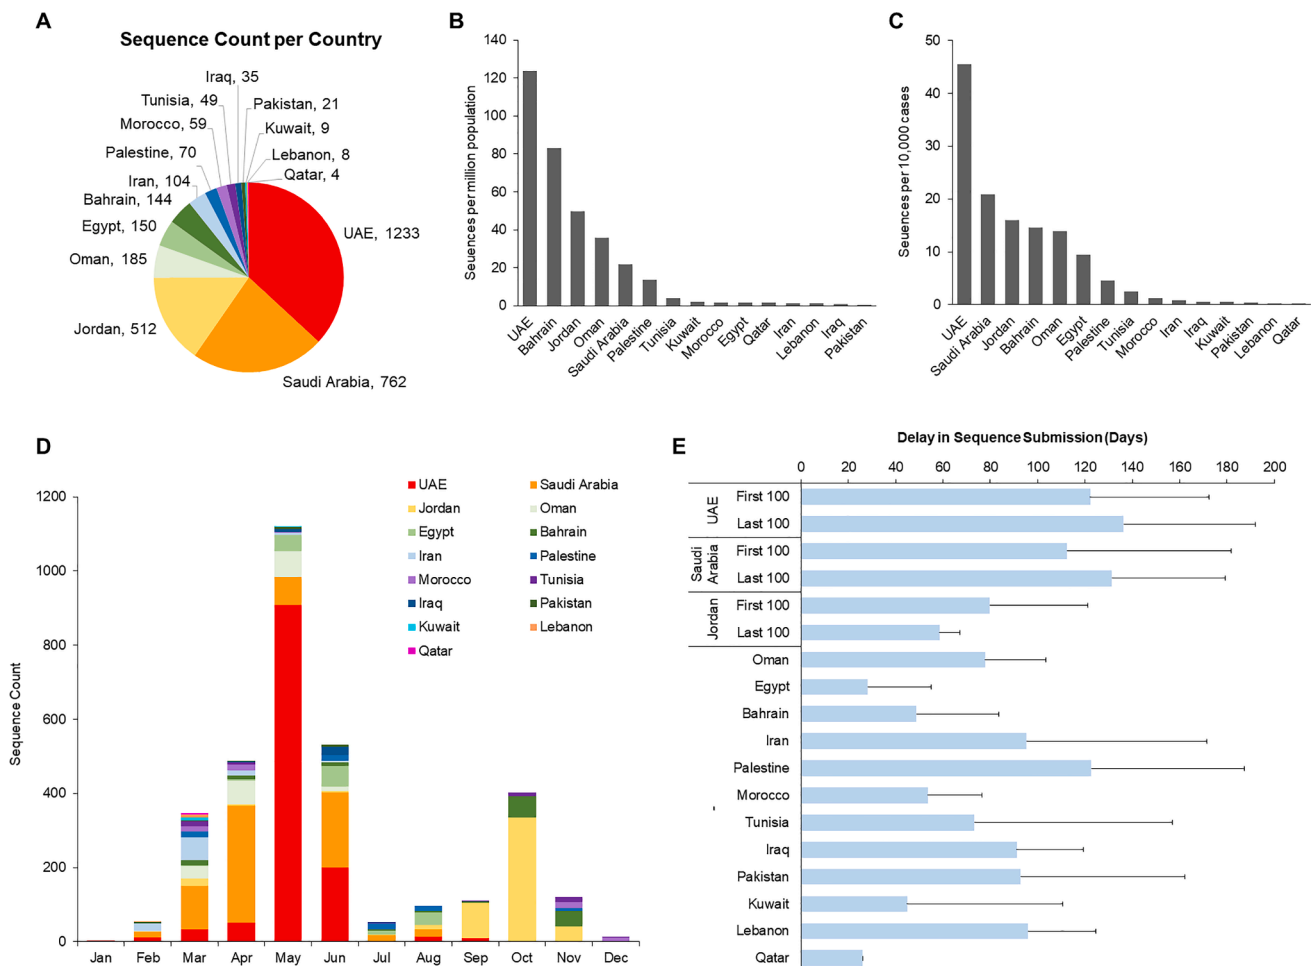 A
Sequence Count per Country
Iraq, 35
Tunisia, 49
Pakistan, 21
Morocco, 59
Kuwait, 9
Palestine, 70
Lebanon, 8
Iran, 104
Qatar, 4
Bahrain, 144
Egypt, 150
UAE, 1233
Oman, 185
Jordan, 512
Saudi Arabia, 762
B
Seuences per million population
140
120
100
80
60
40
20
0
UAE
Bahrain
Jordan
Oman
Saudi Arabia
Palestine
Tunisia
Kuwait
Morocco
Egypt
Qatar
Iran
Lebanon
Iraq
Pakistan
C
Seuences per 10,000 cases
50
40
30
20
10
0
UAE
Saudi Arabia
Jordan
Bahrain
Oman
Egypt
Palestine
Tunisia
Morocco
Iran
Iraq
Kuwait
Pakistan
Lebanon
Qatar
D
Sequence Count
1200
1000
800
600
400
200
0
UAE
Saudi Arabia
Jordan
Oman
Egypt
Bahrain
Iran
Palestine
Morocco
Tunisia
Iraq
Pakistan
Kuwait
Lebanon
Qatar
Jan Feb Mar Apr May Jun Jul Aug Sep Oct Nov Dec
E
Delay in Sequence Submission (Days)
0 20 40 60 80 100 120 140 160 180 200
UAE
First 100
Last 100
Saudi
Arabia
First 100
Last 100
Jordan
First 100
Last 100
Oman
Egypt
Bahrain
Iran
Palestine
Morocco
Tunisia
Iraq
Pakistan
Kuwait
Lebanon
Qatar